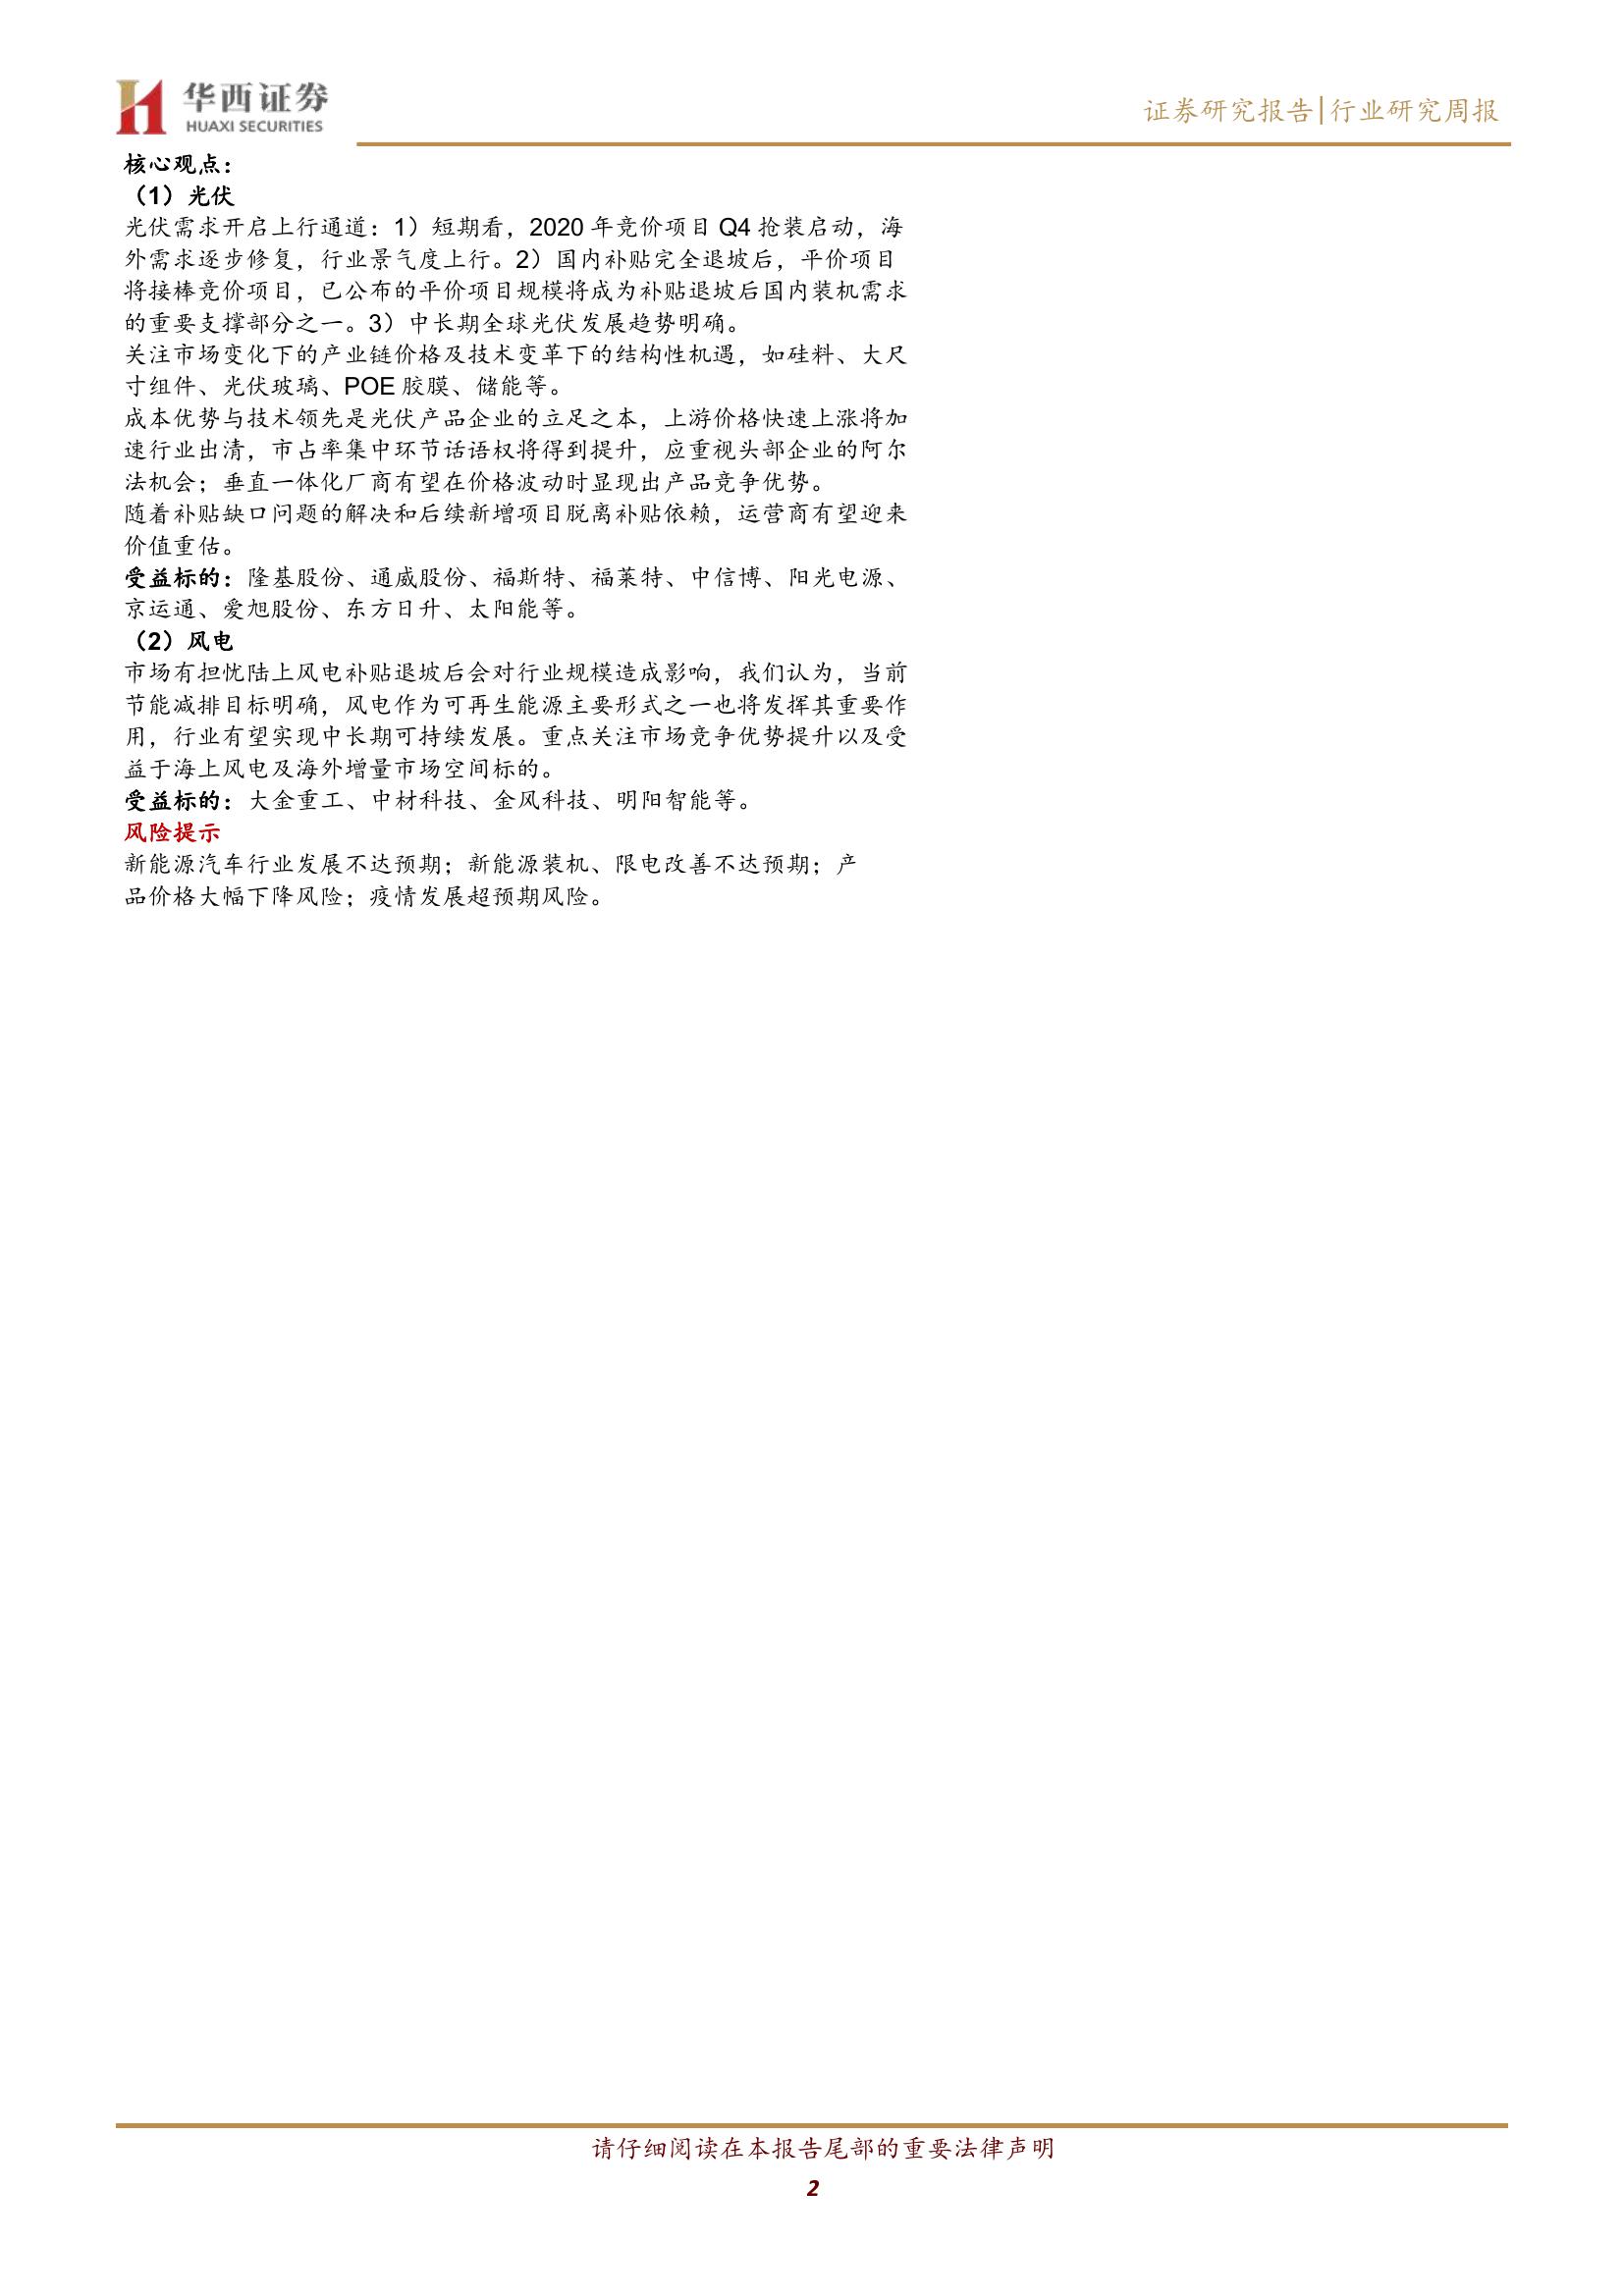 华西证券
HUAXI SECURITIES
证券研究报告|行业研究周报
核心观点：
（1）光伏
光伏需求开启上行通道：1）短期看，2020 年竞价项目 Q4 抢装启动，海
外需求逐步修复，行业景气度上行。2）国内补贴完全退坡后，平价项目
将接棒竞价项目，已公布的平价项目规模将成为补贴退坡后国内装机需求
的重要支撑部分之一。3）中长期全球光伏发展趋势明确。
关注市场变化下的产业链价格及技术变革下的结构性机遇，如硅料、大尺
寸组件、光伏玻璃、POE 胶膜、储能等。
成本优势与技术领先是光伏产品企业的立足之本，上游价格快速上涨将加
速行业出清，市占率集中环节话语权将得到提升，应重视头部企业的阿尔
法机会；垂直一体化厂商有望在价格波动时显现出产品竞争优势。
随着补贴缺口问题的解决和后续新增项目脱离补贴依赖，运营商有望迎来
价值重估。
受益标的：隆基股份、通威股份、福斯特、福莱特、中信博、阳光电源、
京运通、爱旭股份、东方日升、太阳能等。
（2）风电
市场有担忧陆上风电补贴退坡后会对行业规模造成影响，我们认为，当前
节能减排目标明确，风电作为可再生能源主要形式之一也将发挥其重要作
用，行业有望实现中长期可持续发展。重点关注市场竞争优势提升以及受
益于海上风电及海外增量市场空间标的。
受益标的：大金重工、中材科技、金风科技、明阳智能等。
风险提示
新能源汽车行业发展不达预期；新能源装机、限电改善不达预期；产
品价格大幅下降风险；疫情发展超预期风险。
请仔细阅读在本报告尾部的重要法律声明
2